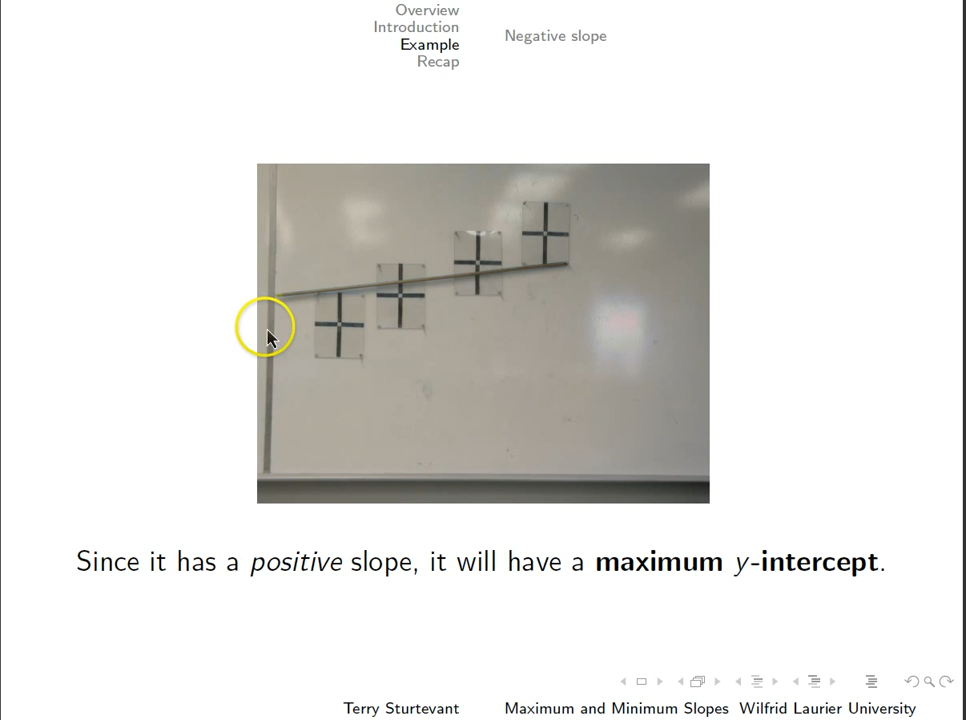 Overview
Introduction
Example
Recap
Negative slope
Since it has a positive slope, it will have a maximum y-intercept.
Terry Sturtevant
Maximum and Minimum Slopes
Wilfrid Laurier University